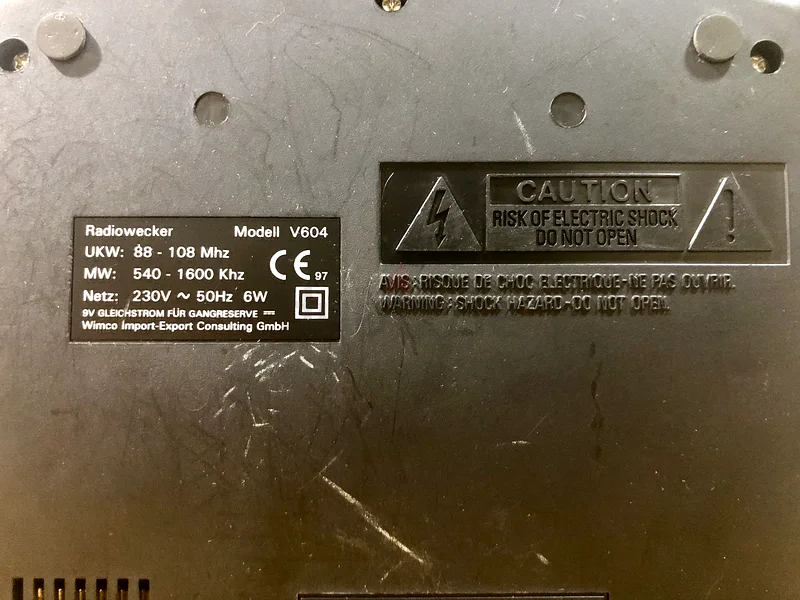 Radiowecker Modell V604
UKW: 88 - 108 Mhz
MW: 540 - 1600 Khz
CE 97
Netz: 230V ~ 50Hz 6W
9V GLEICHSTROM FÜR GANGRESERVE ⎓
Wimco Import-Export Consulting GmbH
CAUTION
RISK OF ELECTRIC SHOCK
DO NOT OPEN
AVIS:RISQUE DE CHOC ELECTRIQUE-NE PAS OUVRIR.
WARNING:SHOCK HAZARD-DO NOT OPEN.